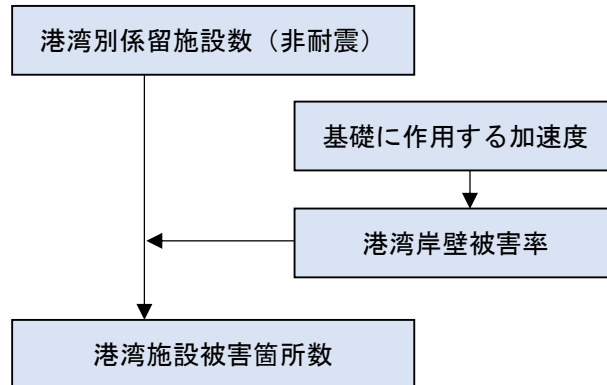 港湾別係留施設数（非耐震）
基礎に作用する加速度
港湾岸壁被害率
港湾施設被害箇所数